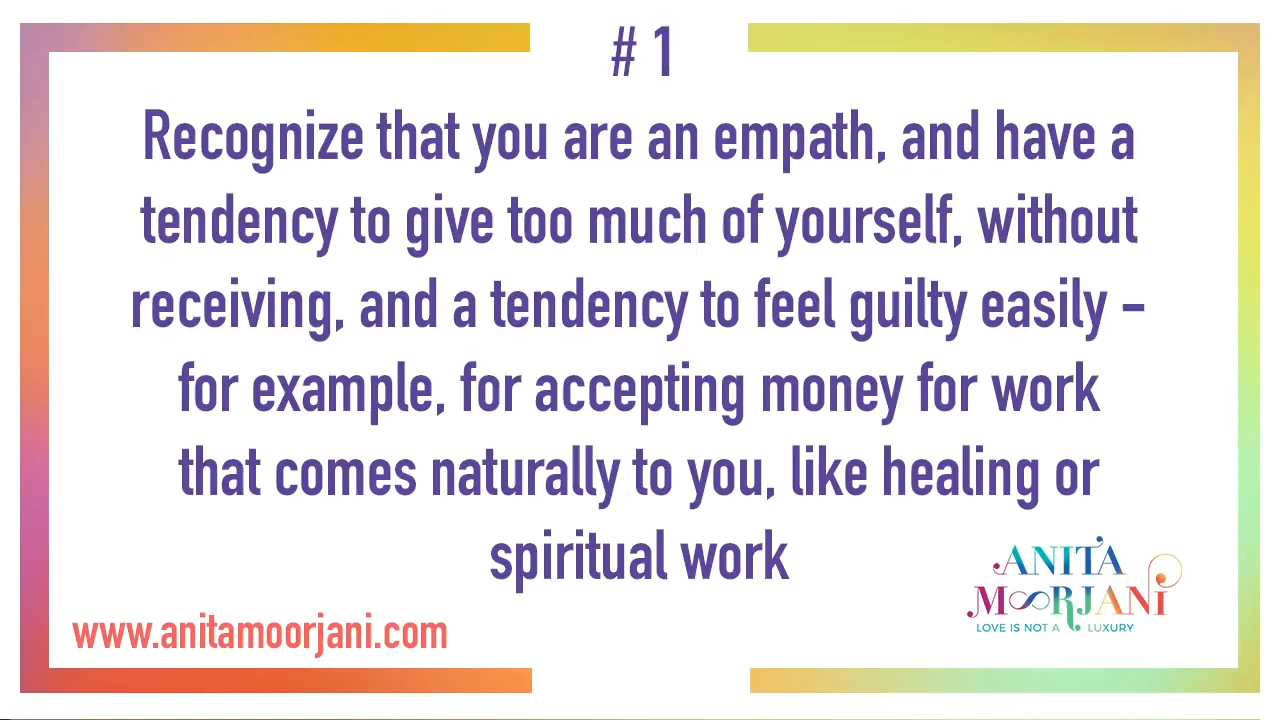 # 1
Recognize that you are an empath, and have a
tendency to give too much of yourself, without
receiving, and a tendency to feel guilty easily -
for example, for accepting money for work
that comes naturally to you, like healing or
spiritual work
ANITA
MOORJANI
LOVE IS NOT A LUXURY
www.anitamoorjani.com